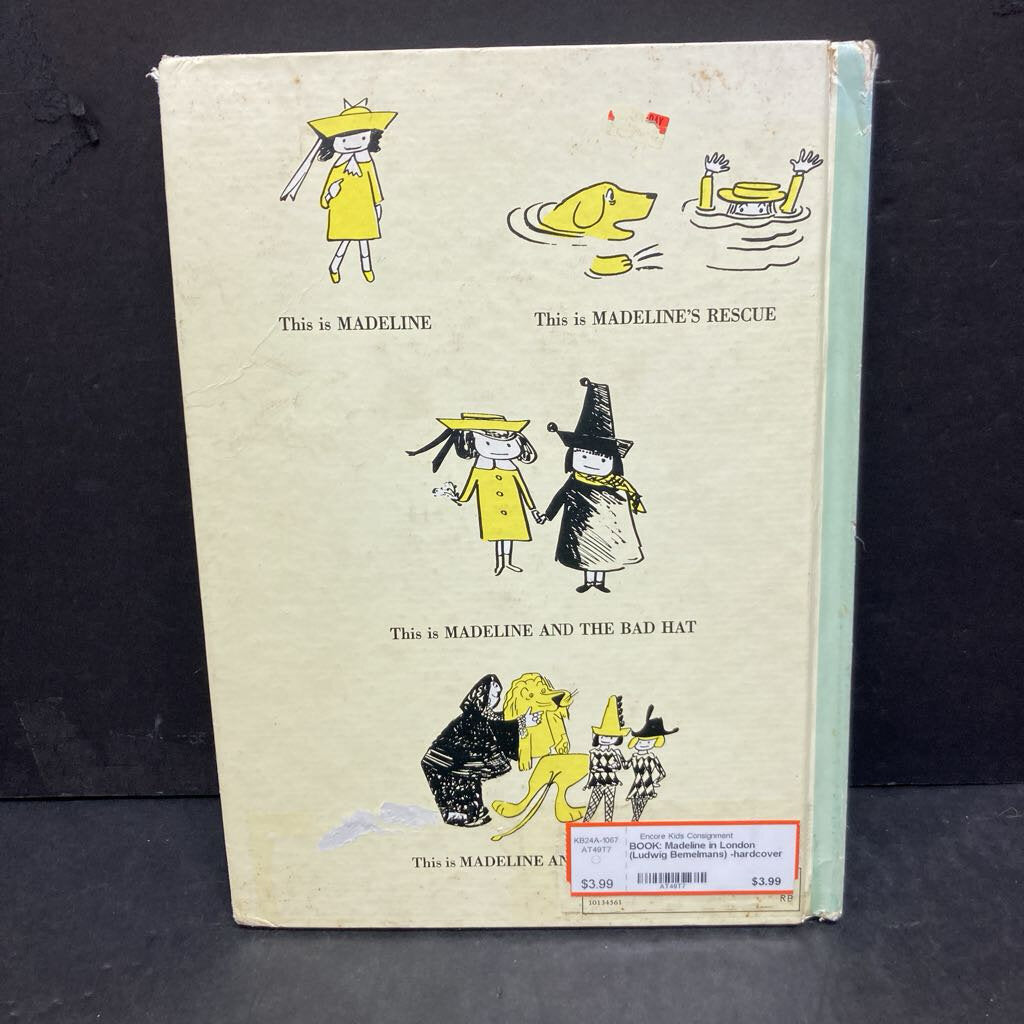 -DAY
This is MADELINE
This is MADELINE'S RESCUE
This is MADELINE AND THE BAD HAT
This is MADELINE AN
KB24A-1067
AT49T7
Encore Kids Consignment
BOOK: Madeline in London
(Ludwig Bemelmans) -hardcover
$3.99
AT49T7
$3.99
10134561
RB